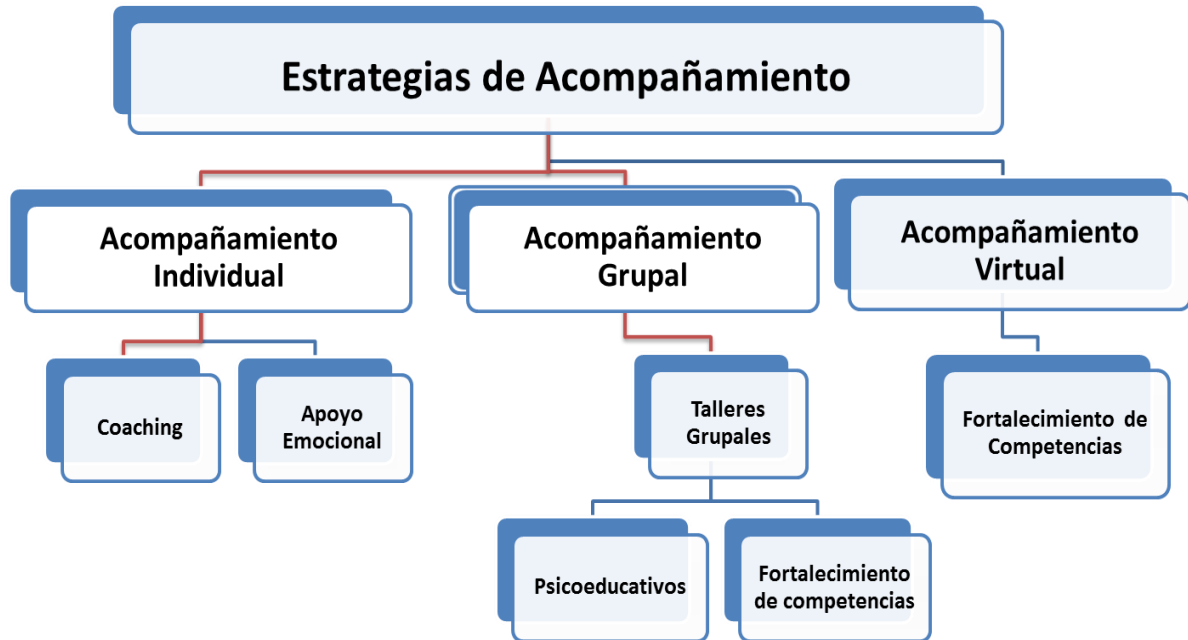 Estrategias de Acompañamiento
Acompañamiento
Individual
Acompañamiento
Grupal
Acompañamiento
Virtual
Coaching
Apoyo
Emocional
Talleres
Grupales
Fortalecimiento de
Competencias
Psicoeducativos
Fortalecimiento
de competencias